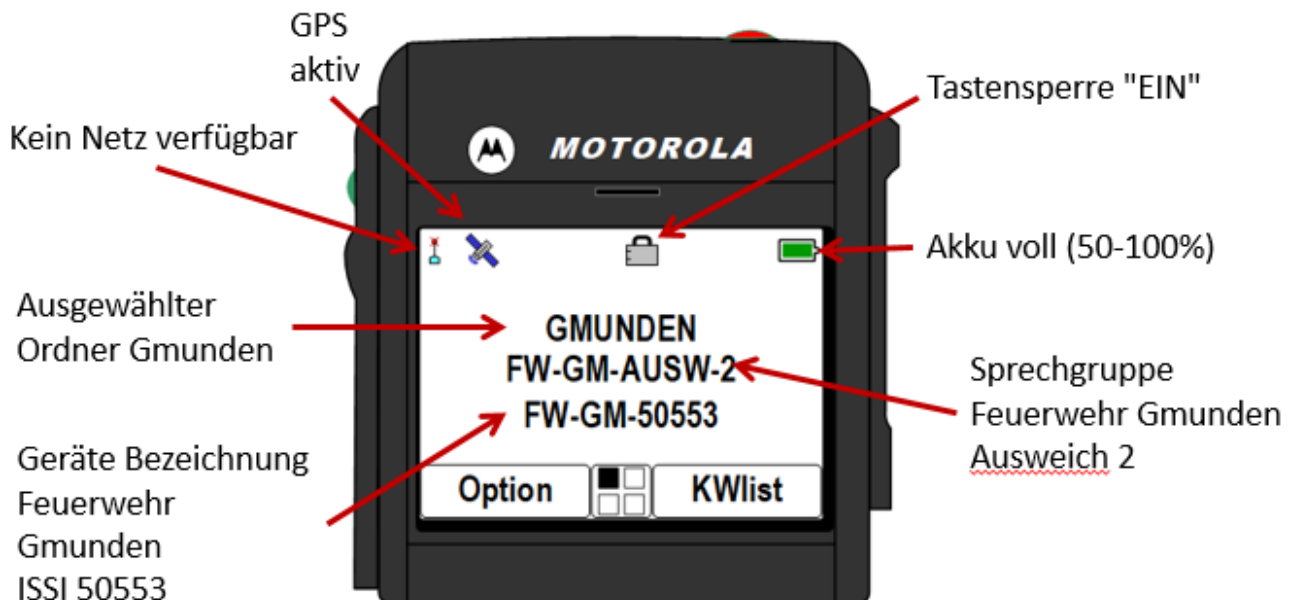 GPS
aktiv
Tastensperre "EIN"
Kein Netz verfügbar
MOTOROLA
Akku voll (50-100%)
Ausgewählter
Ordner Gmunden
GMUNDEN
FW-GM-AUSW-2
FW-GM-50553
Sprechgruppe
Feuerwehr Gmunden
Ausweich 2
Geräte Bezeichnung
Feuerwehr
Gmunden
ISSI 50553
Option
KWlist